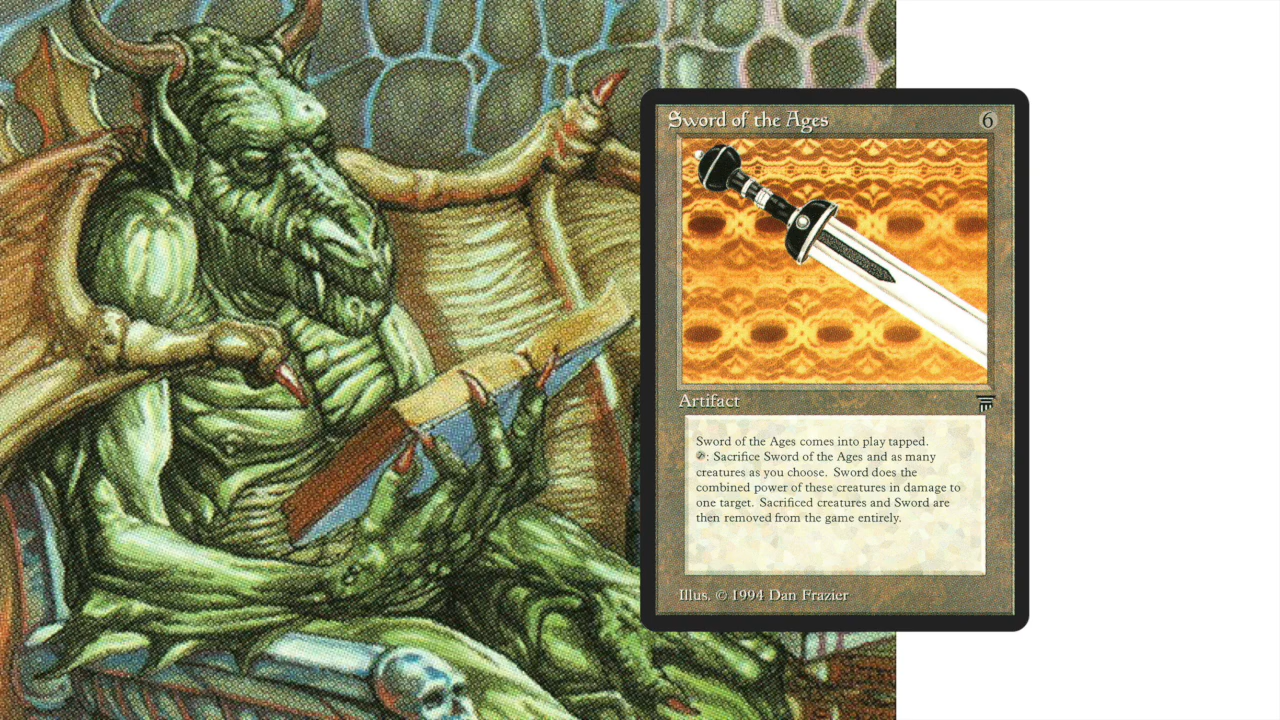 Sword of the Ages 6
Artifact
Sword of the Ages comes into play tapped.
: Sacrifice Sword of the Ages and as many
creatures as you choose. Sword does the
combined power of these creatures in damage to
one target. Sacrificed creatures and Sword are
then removed from the game entirely.
Illus. © 1994 Dan Frazier